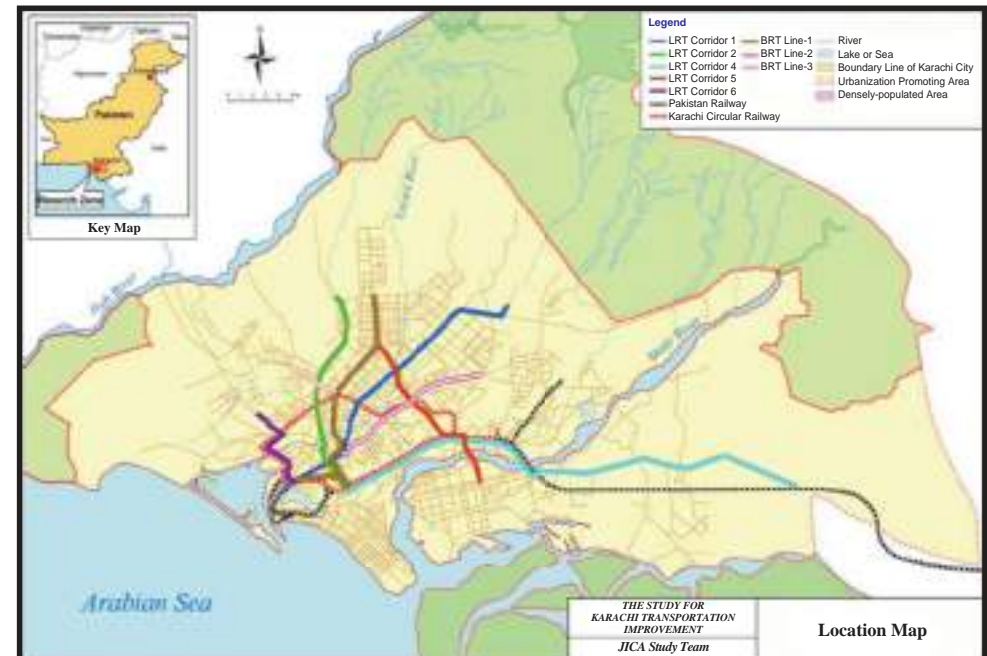 Legend
LRT Corridor 1
LRT Corridor 2
LRT Corridor 4
LRT Corridor 5
LRT Corridor 6
Pakistan Railway
Karachi Circular Railway
BRT Line-1
BRT Line-2
BRT Line-3
River
Lake or Sea
Boundary Line of Karachi City
Urbanization Promoting Area
Densely-populated Area
Pakistan
Research Zone
Key Map
Arabian Sea
THE STUDY FOR
KARACHI TRANSPORTATION
IMPROVEMENT
JICA Study Team
Location Map